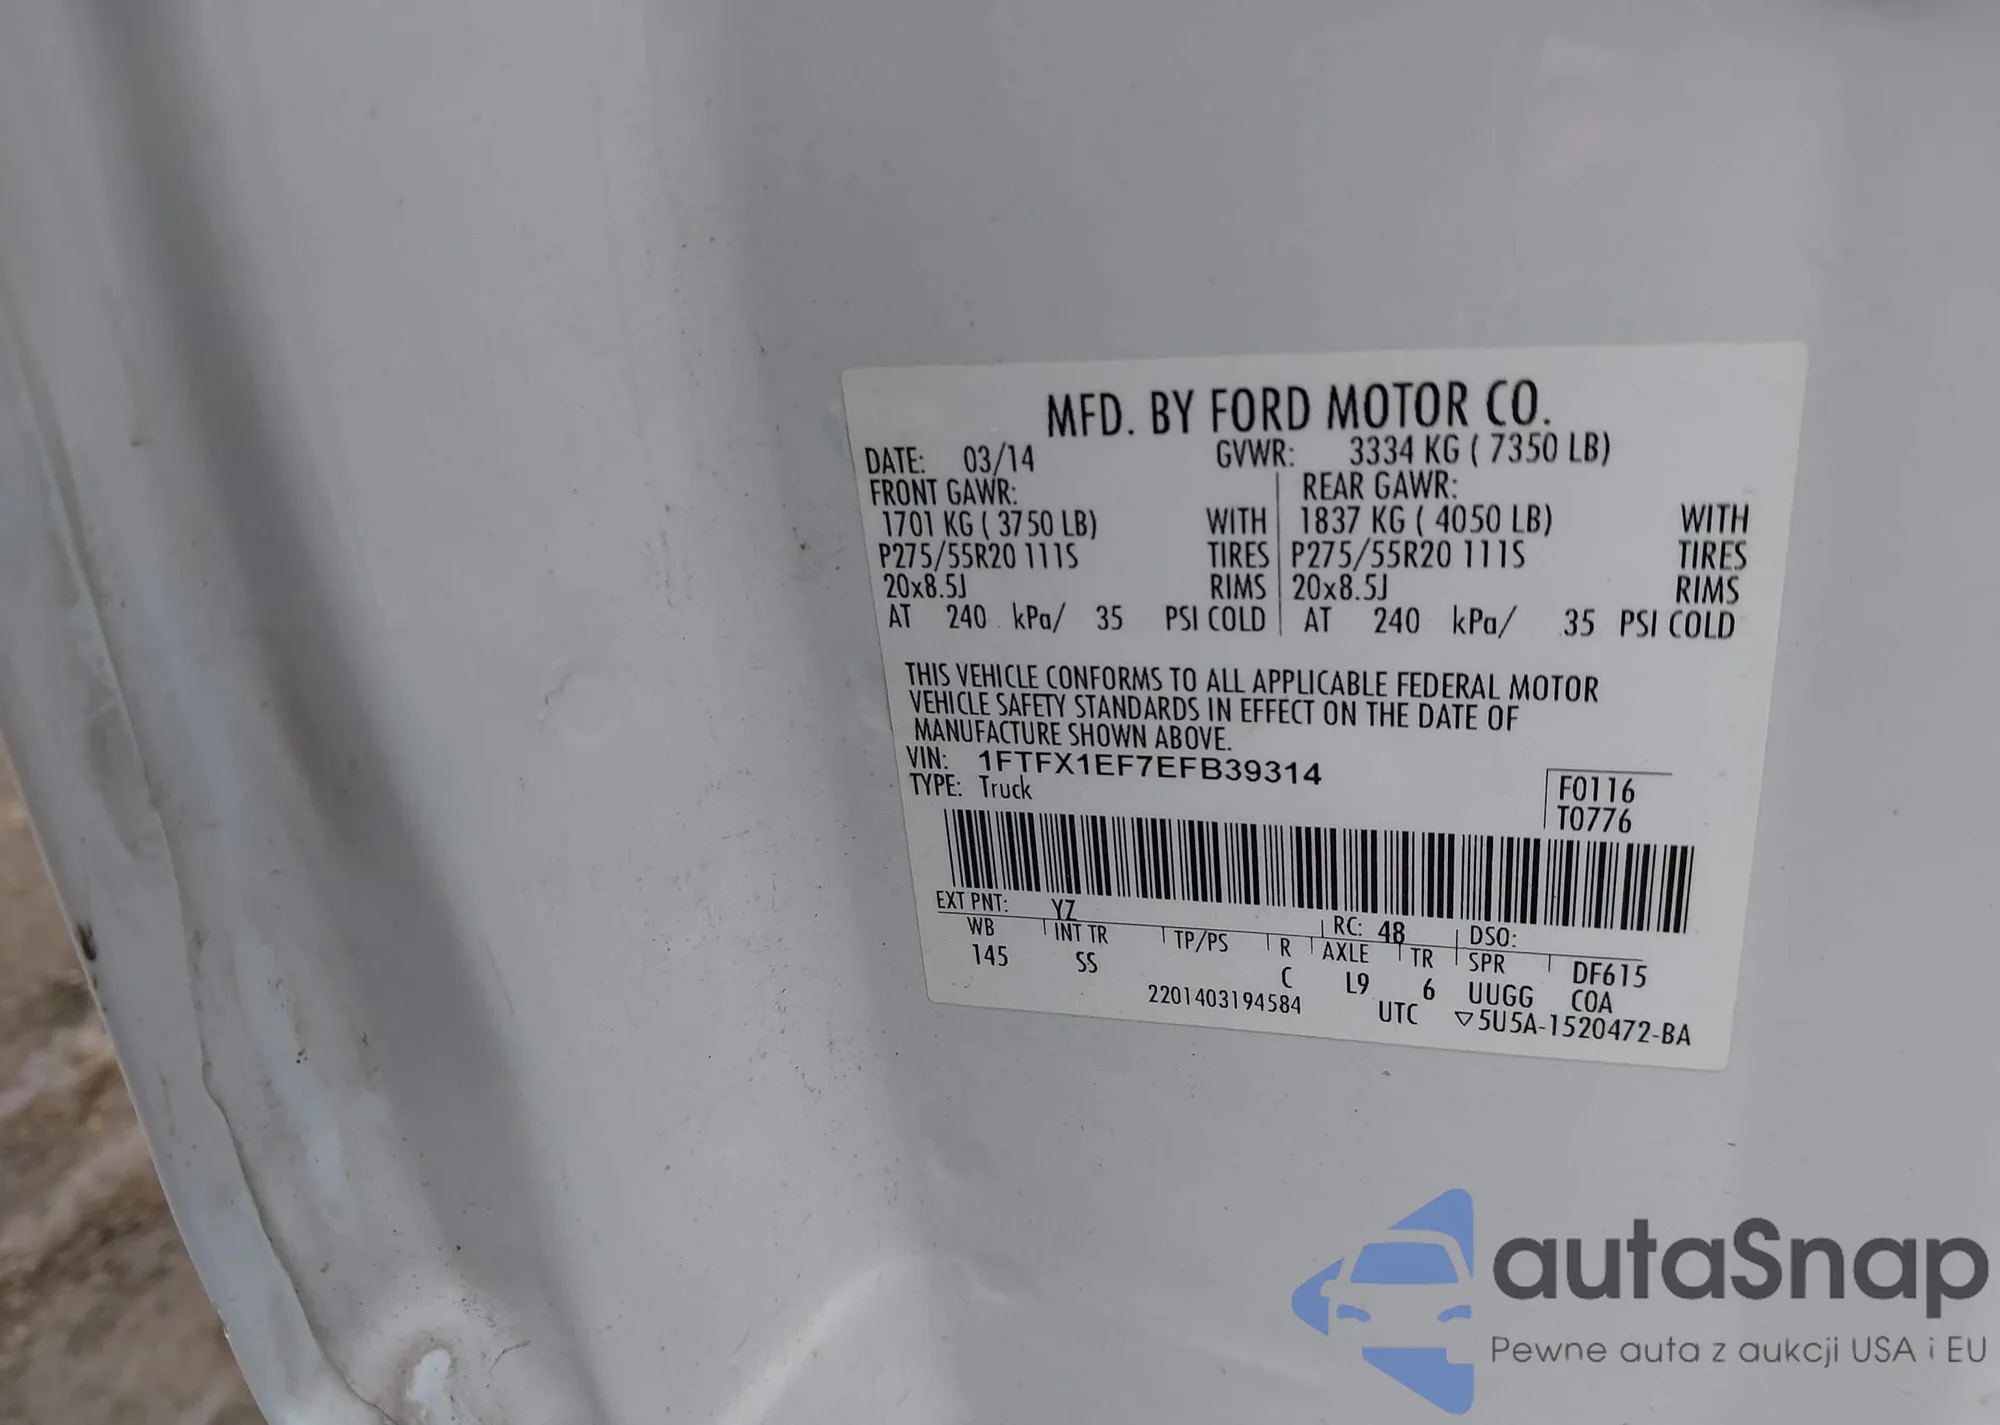 MFD. BY FORD MOTOR CO.
DATE: 03/14 GVWR: 3334 KG ( 7350 LB)
FRONT GAWR: REAR GAWR:
1701 KG ( 3750 LB) WITH 1837 KG ( 4050 LB) WITH
P275/55R20 111S TIRES P275/55R20 111S TIRES
20x8.5J RIMS 20x8.5J RIMS
AT 240 kPa/ 35 PSI COLD AT 240 kPa/ 35 PSI COLD
THIS VEHICLE CONFORMS TO ALL APPLICABLE FEDERAL MOTOR
VEHICLE SAFETY STANDARDS IN EFFECT ON THE DATE OF
MANUFACTURE SHOWN ABOVE.
VIN: 1FTFX1EF7EFB39314
TYPE: Truck
F0116
T0776
EXT PNT: YZ RC: 48 DSO:
WB INT TR TP/PS R AXLE TR SPR DF615
145 SS C L9 6 UUGG COA
2201403194584 UTC ▽5U5A-1520472-BA
autaSnap
Pewne auta z aukcji USA i EU